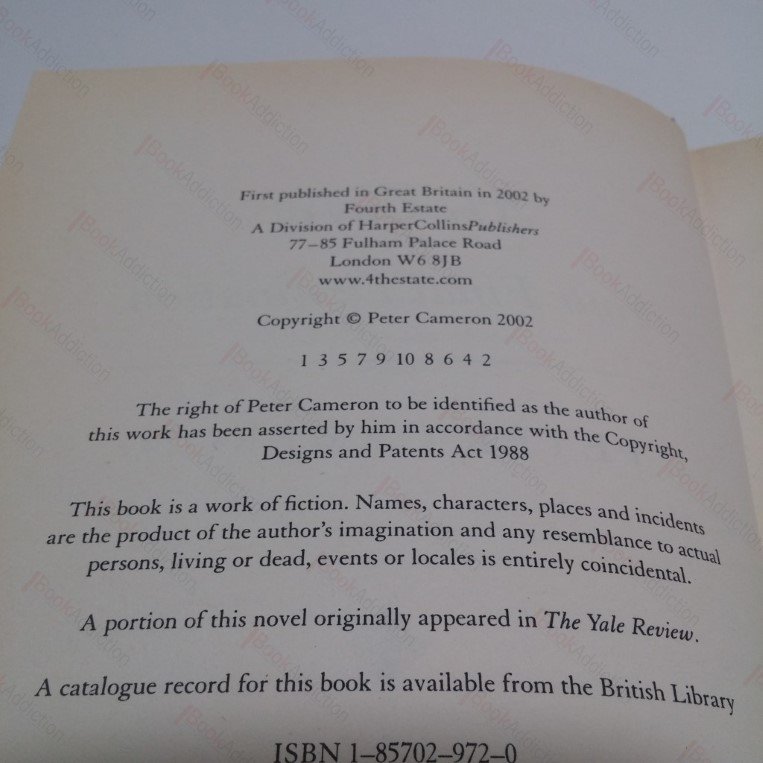 First published in Great Britain in 2002 by
Fourth Estate
A Division of HarperCollinsPublishers
77–85 Fulham Palace Road
London W6 8JB
www.4thestate.com
Copyright © Peter Cameron 2002
1 3 5 7 9 10 8 6 4 2
The right of Peter Cameron to be identified as the author of
this work has been asserted by him in accordance with the Copyright,
Designs and Patents Act 1988
This book is a work of fiction. Names, characters, places and incidents
are the product of the author's imagination and any resemblance to actual
persons, living or dead, events or locales is entirely coincidental.
A portion of this novel originally appeared in The Yale Review.
A catalogue record for this book is available from the British Library
ISBN 1–85702–972–0
BookAddiction